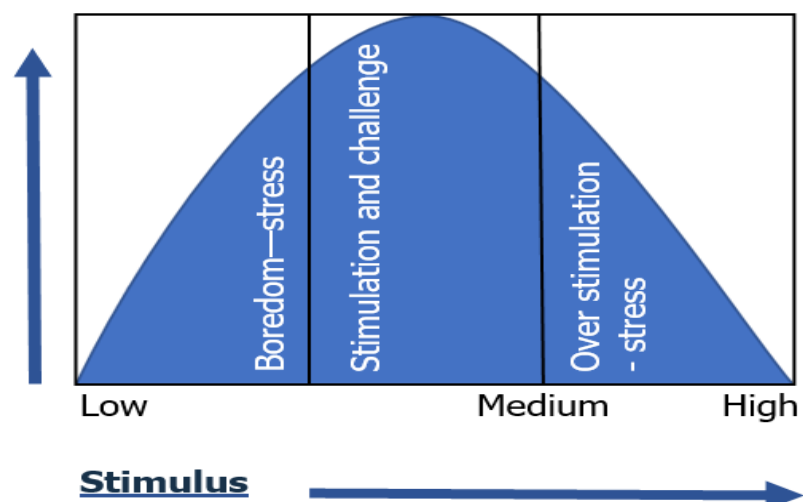 Boredom—stress
Stimulation and challenge
Over stimulation
- stress
Low
Medium
High
Stimulus